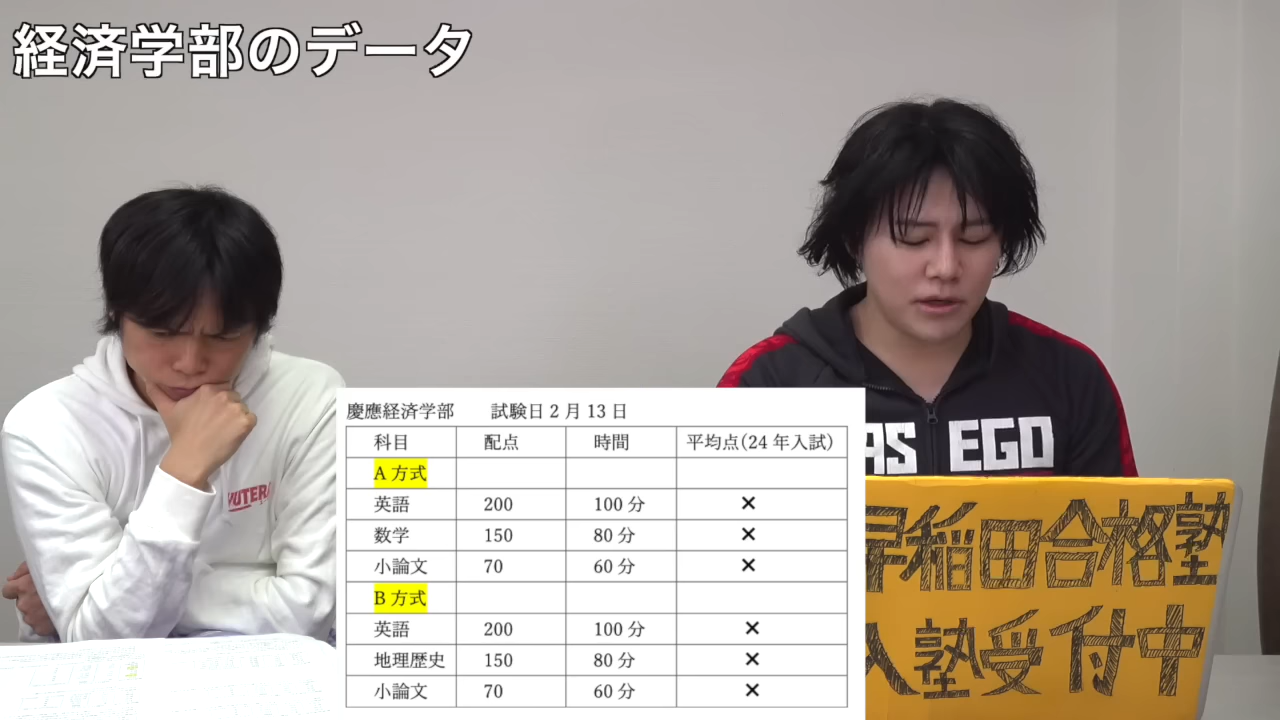 経済学部のデータ
慶應経済学部 試験日 2 月 13 日
科目 配点 時間 平均点(24 年入試)
A 方式
英語 200 100 分 ×
数学 150 80 分 ×
小論文 70 60 分 ×
B 方式
英語 200 100 分 ×
地理歴史 150 80 分 ×
小論文 70 60 分 ×
AS EGO
早稲田合格塾
入塾受付中